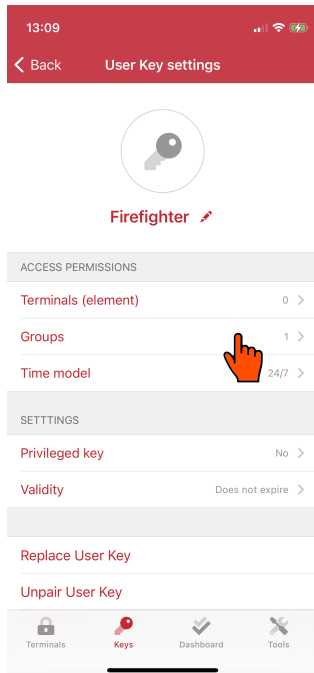 13:09
Back User Key settings
Firefighter
ACCESS PERMISSIONS
Terminals (element) 0
Groups 1
Time model 24/7
SETTTINGS
Privileged key No
Validity Does not expire
Replace User Key
Unpair User Key
Terminals Keys Dashboard Tools